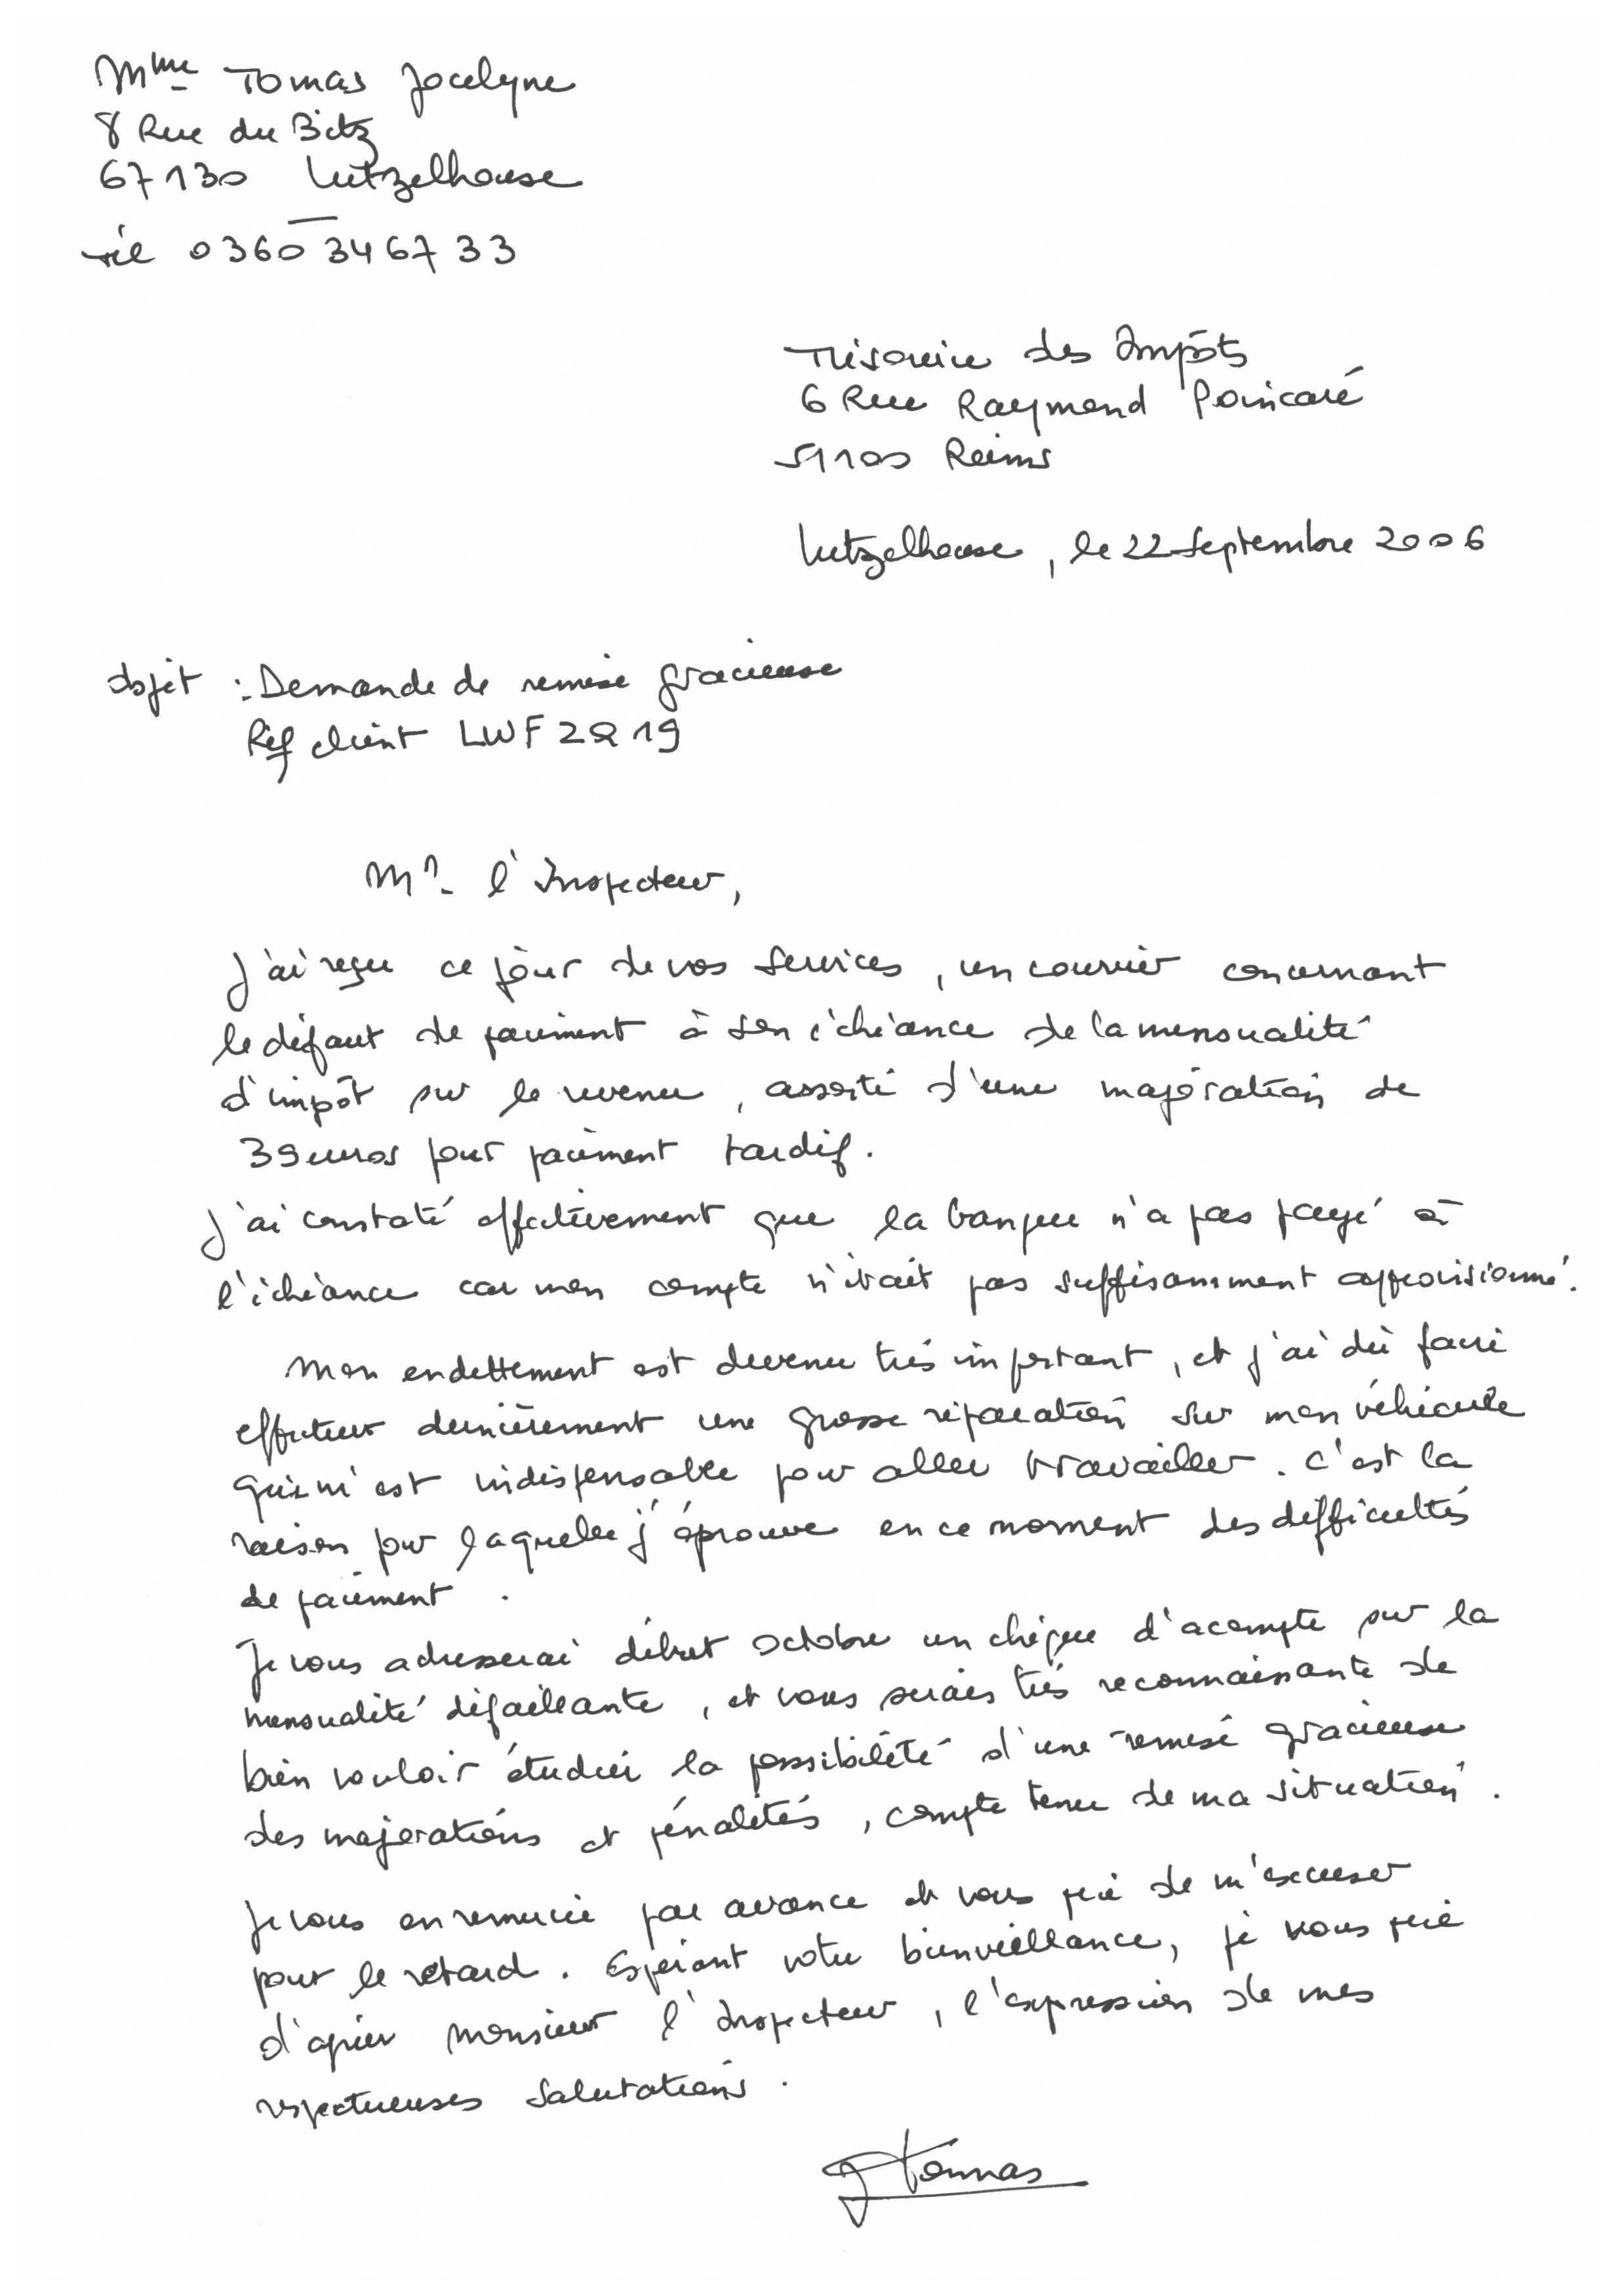 Mme Tomas Jocelyne
8 Rue du Bitz
67130 Lutzelhouse
tél 0360 34 67 33
Trésorerie des Impôts
6 Rue Raymond Poincaré
51100 Reims
Lutzelhouse, le 22 Septembre 2006
Objet : Demande de remise gracieuse
Réf client LWF2Q19
Mr l'Inspecteur,
J'ai reçu ce jour de vos services, un courrier concernant
le défaut de paiement à son échéance de la mensualité
d'impôt sur le revenu, assorti d'une majoration de
39 euros pour paiement tardif.
J'ai constaté effectivement que la banque n'a pas payé à
l'échéance car mon compte n'était pas suffisamment approvisionné.
Mon endettement est devenu très important, et j'ai dû faire
effectuer dernièrement une grosse réparation sur mon véhicule
qui m'est indispensable pour aller travailler. C'est la
raison pour laquelle j'éprouve en ce moment des difficultés
de paiement.
Je vous adresserai début octobre un chèque d'acompte sur la
mensualité défaillante, et vous serais très reconnaissante de
bien vouloir étudier la possibilité d'une remise gracieuse
des majorations et pénalités, compte tenu de ma situation.
Je vous en remercie par avance et vous prie de m'excuser
pour le retard. Espérant votre bienveillance, je vous prie
d'agréer Monsieur l'Inspecteur, l'expression de mes
respectueuses salutations.
JTomas